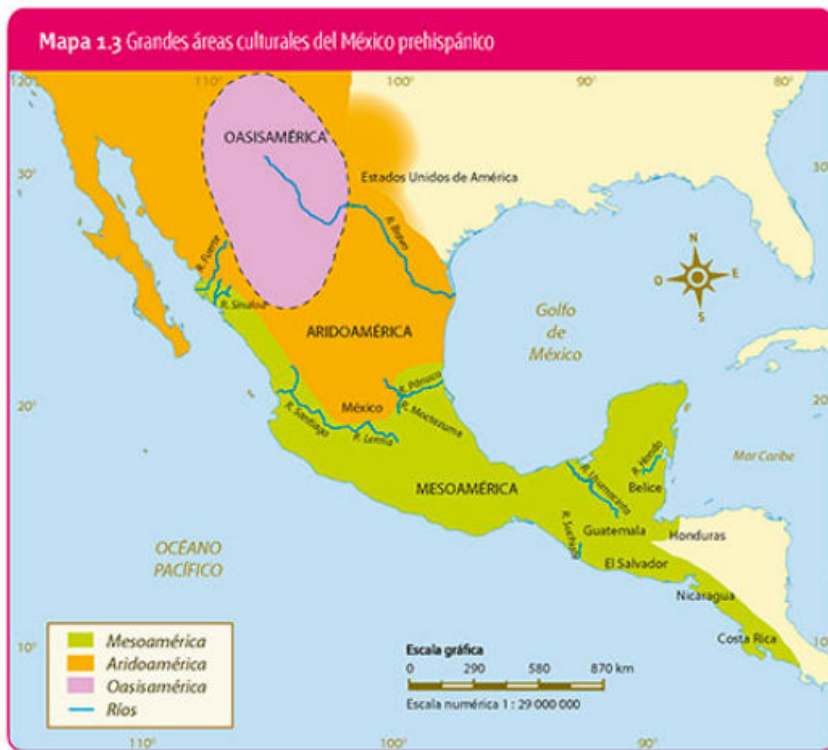 Mapa 1.3 Grandes áreas culturales del México prehispánico
120°
110°
100°
90°
80°
OASISAMÉRICA
30°
Estados Unidos de América
30°
R. Bravo
R. Fuerte
R. Sinaloa
N
O
E
S
Golfo
de
México
ARIDOAMÉRICA
R. Pánuco
20°
México
R. Moctezuma
20°
R. Santiago
R. Lerma
R. Hondo
Mar Caribe
MESOAMÉRICA
R. Usumacinta
Belice
R. Suchiate
Guatemala
Honduras
OCÉANO
PACÍFICO
El Salvador
Nicaragua
Costa Rica
Mesoamérica
Aridoamérica
Oasisamérica
Ríos
10°
10°
Escala gráfica
0 290 580 870 km
Escala numérica 1 : 29 000 000
110°
100°
90°